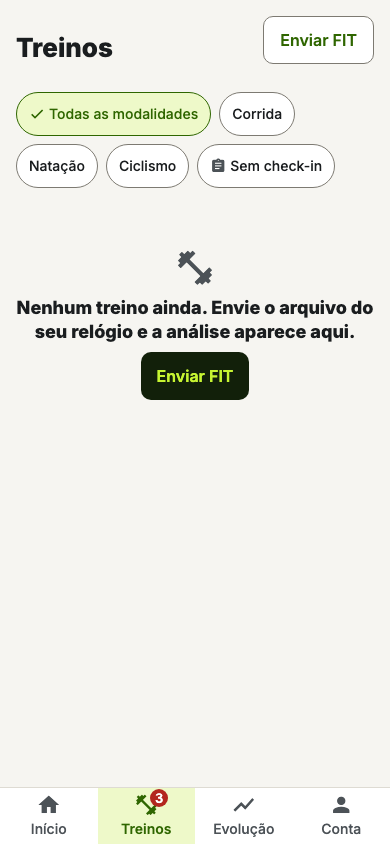 Treinos
Enviar FIT
Todas as modalidades
Corrida
Natação
Ciclismo
Sem check-in
Nenhum treino ainda. Envie o arquivo do
seu relógio e a análise aparece aqui.
Enviar FIT
3
Início
Treinos
Evolução
Conta